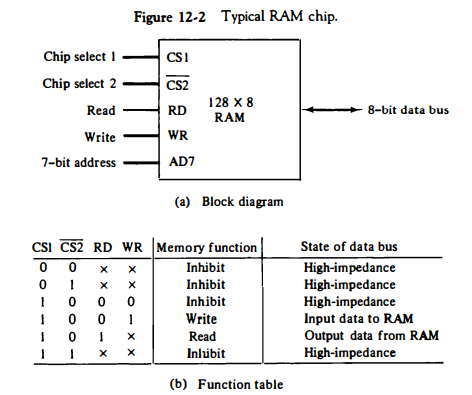 Figure 12-2 Typical RAM chip.
Chip select 1 CS1
Chip select 2 C̅S̅2̅
Read RD
Write WR
7-bit address AD7
128 X 8
RAM
8-bit data bus
(a) Block diagram
CS1 C̅S̅2̅ RD WR Memory function State of data bus
0 0 × × Inhibit High-impedance
0 1 × × Inhibit High-impedance
1 0 0 0 Inhibit High-impedance
1 0 0 1 Write Input data to RAM
1 0 1 × Read Output data from RAM
1 1 × × Inhibit High-impedance
(b) Function table